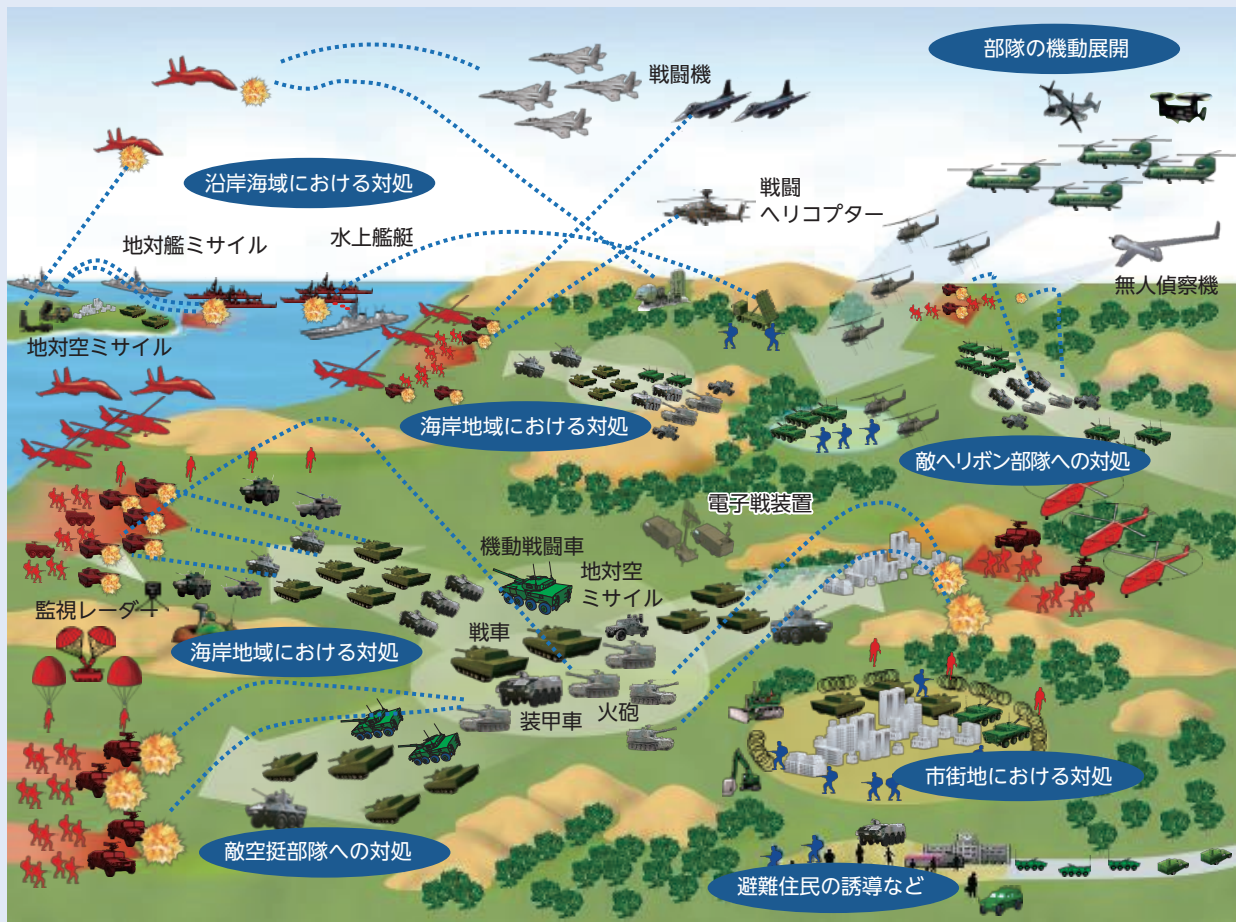 部隊の機動展開
戦闘機
沿岸海域における対処
戦闘
ヘリコプター
水上艦艇
地対艦ミサイル
無人偵察機
地対空ミサイル
海岸地域における対処
敵ヘリボン部隊への対処
電子戦装置
機動戦闘車
地対空
ミサイル
監視レーダー
戦車
海岸地域における対処
装甲車
火砲
市街地における対処
敵空挺部隊への対処
避難住民の誘導など